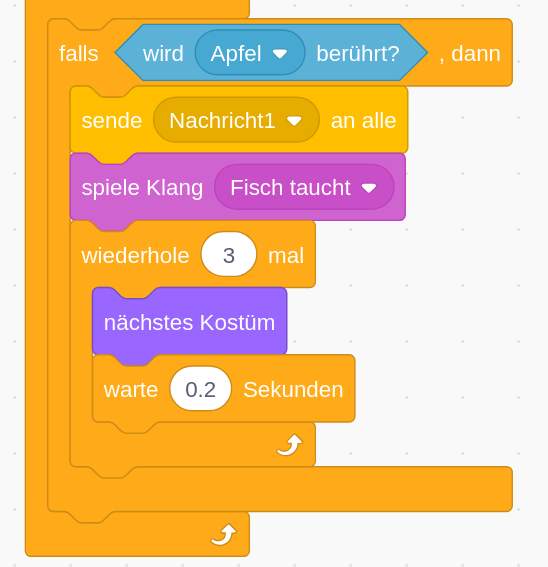 falls wird Apfel berührt? , dann
sende Nachricht1 an alle
spiele Klang Fisch taucht
wiederhole 3 mal
nächstes Kostüm
warte 0.2 Sekunden